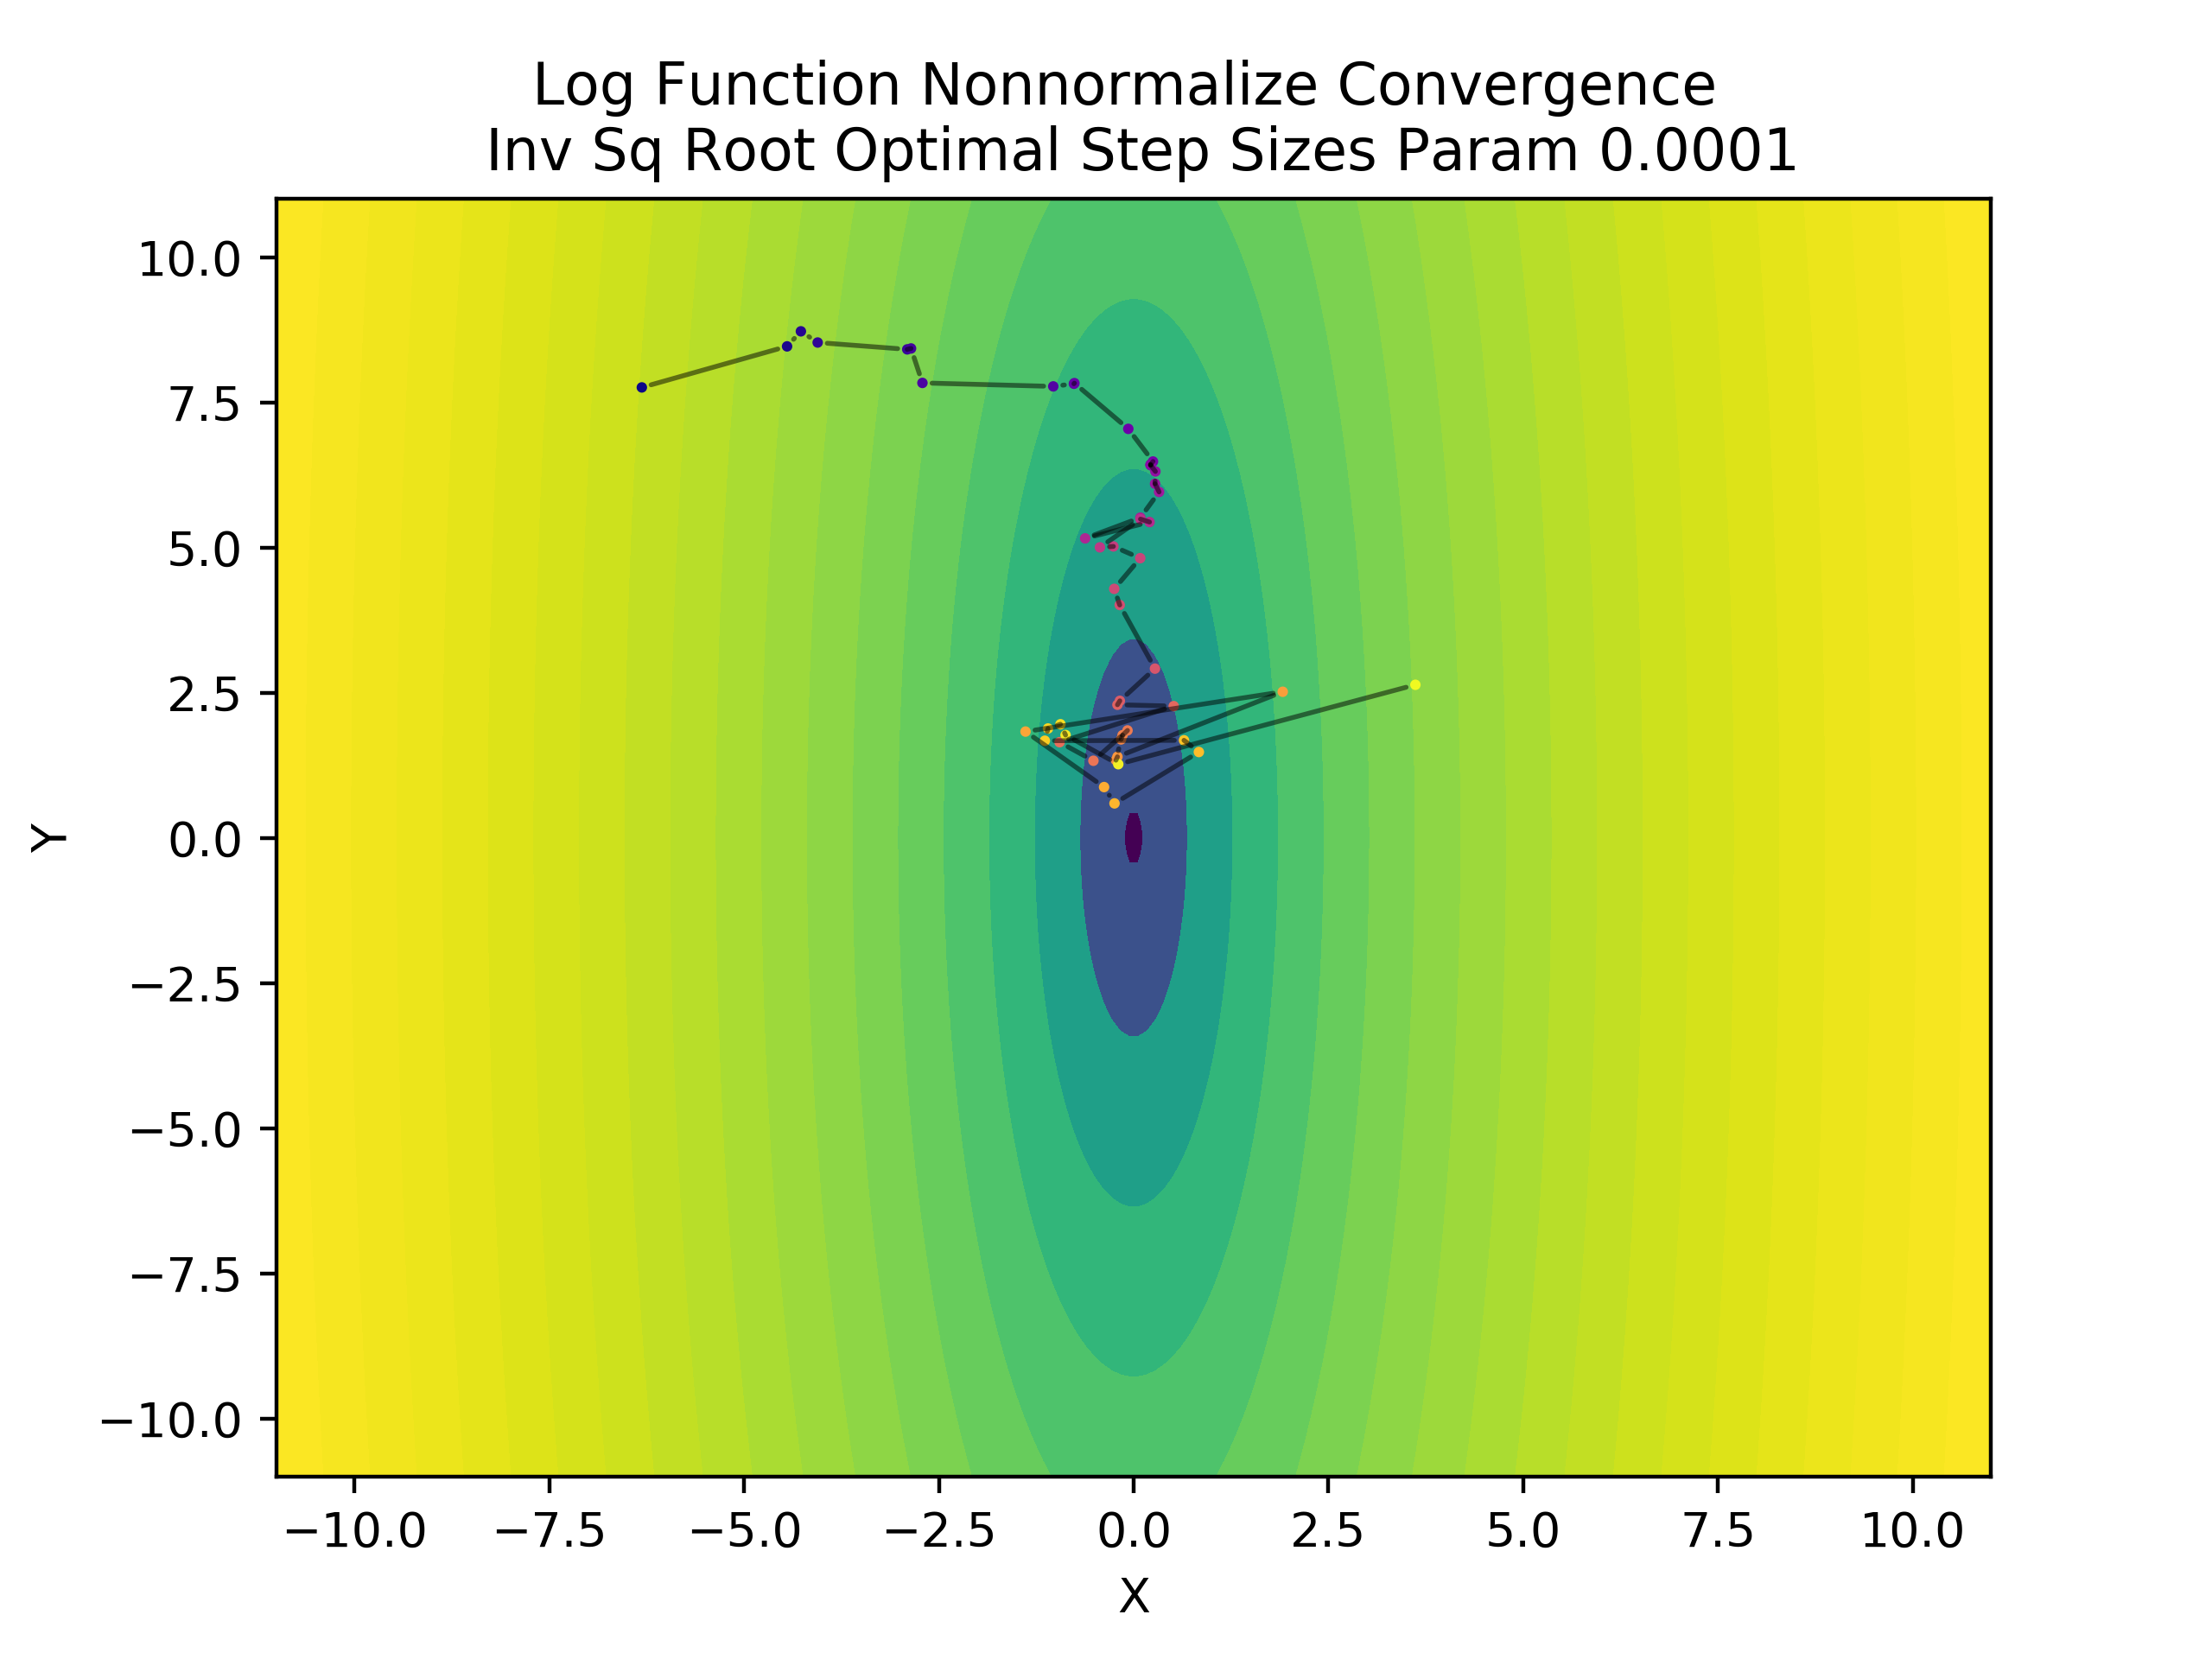 Log Function Nonnormalize Convergence
Inv Sq Root Optimal Step Sizes Param 0.0001
10.0
7.5
5.0
2.5
0.0
−2.5
−5.0
−7.5
−10.0
Y
−10.0 −7.5 −5.0 −2.5 0.0 2.5 5.0 7.5 10.0
X